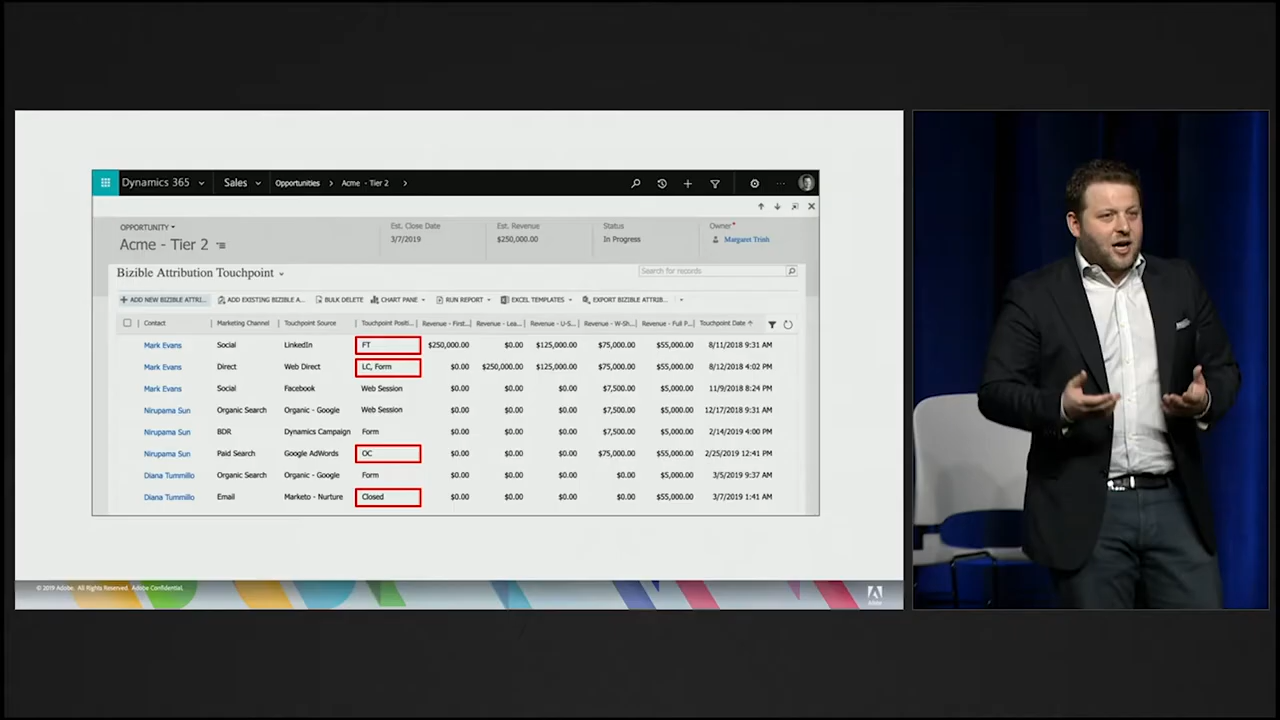 Dynamics 365 Sales Opportunities > Acme - Tier 2 >
OPPORTUNITY
Acme - Tier 2
Est. Close Date
3/7/2019
Est. Revenue
$250,000.00
Status
In Progress
Owner*
Margaret Trinh
Bizible Attribution Touchpoint
Search for records
+ ADD NEW BIZIBLE ATTRI... ADD EXISTING BIZIBLE A... BULK DELETE CHART PANE RUN REPORT EXCEL TEMPLATES EXPORT BIZIBLE ATTRIB...
Contact Marketing Channel Touchpoint Source Touchpoint Positi... Revenue - First... Revenue - Lea... Revenue - U-S... Revenue - W-Sh... Revenue - Full P... Touchpoint Date
Mark Evans Social LinkedIn FT $250,000.00 $0.00 $125,000.00 $75,000.00 $55,000.00 8/11/2018 9:31 AM
Mark Evans Direct Web Direct LC, Form $0.00 $250,000.00 $125,000.00 $75,000.00 $55,000.00 8/12/2018 4:02 PM
Mark Evans Social Facebook Web Session $0.00 $0.00 $0.00 $7,500.00 $5,000.00 11/9/2018 8:24 PM
Nirupama Sun Organic Search Organic - Google Web Session $0.00 $0.00 $0.00 $7,500.00 $5,000.00 12/17/2018 9:31 AM
Nirupama Sun BDR Dynamics Campaign Form $0.00 $0.00 $0.00 $7,500.00 $5,000.00 2/14/2019 4:00 PM
Nirupama Sun Paid Search Google AdWords OC $0.00 $0.00 $0.00 $75,000.00 $55,000.00 2/25/2019 12:41 PM
Diana Tummillo Organic Search Organic - Google Form $0.00 $0.00 $0.00 $0.00 $5,000.00 3/5/2019 9:37 AM
Diana Tummillo Email Marketo - Nurture Closed $0.00 $0.00 $0.00 $0.00 $55,000.00 3/7/2019 1:41 AM
© 2019 Adobe. All Rights Reserved. Adobe Confidential.
Adobe